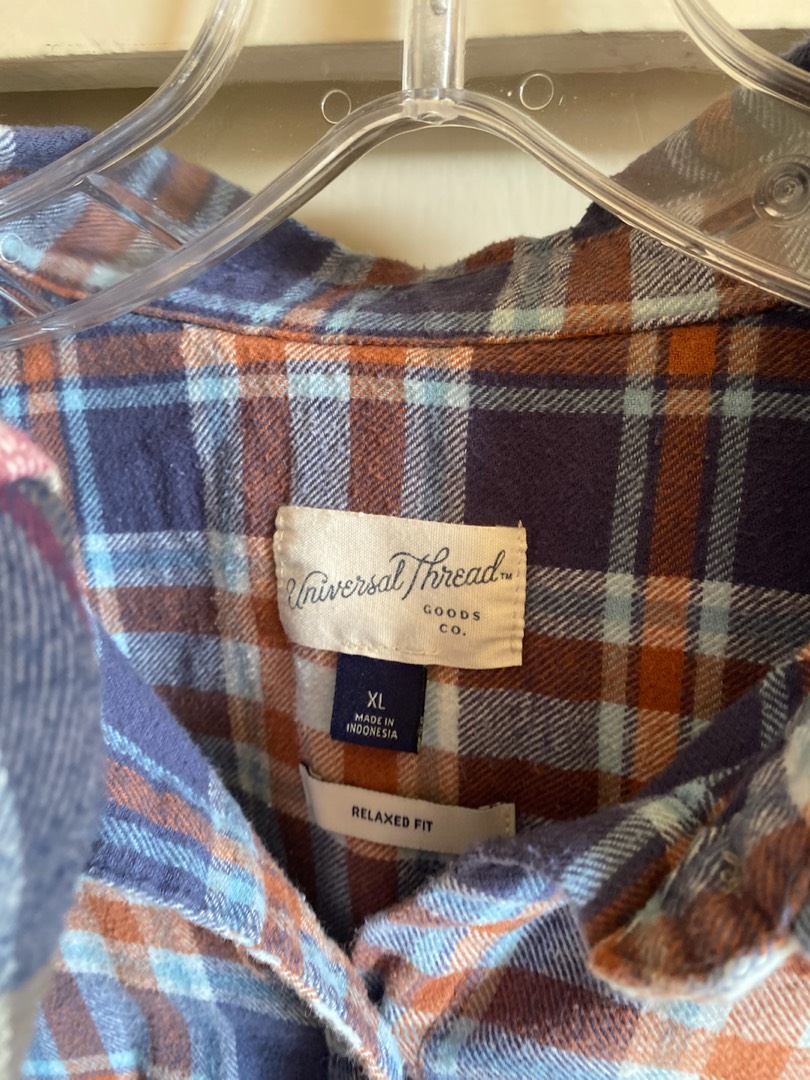 Universal Thread™
GOODS
CO.
XL
MADE IN
INDONESIA
RELAXED FIT